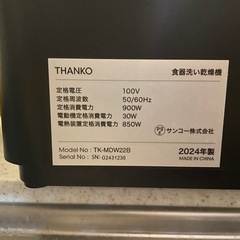 THANKO 食器洗い乾燥機
定格電圧 100V
定格周波数 50/60Hz
定格消費電力 900W
電動機定格消費電力 30W
電熱装置定格消費電力 850W
サンコー株式会社
Model No : TK-MDW22B
Serial No : SN: G2431230
2024年製
MADE IN CHINA